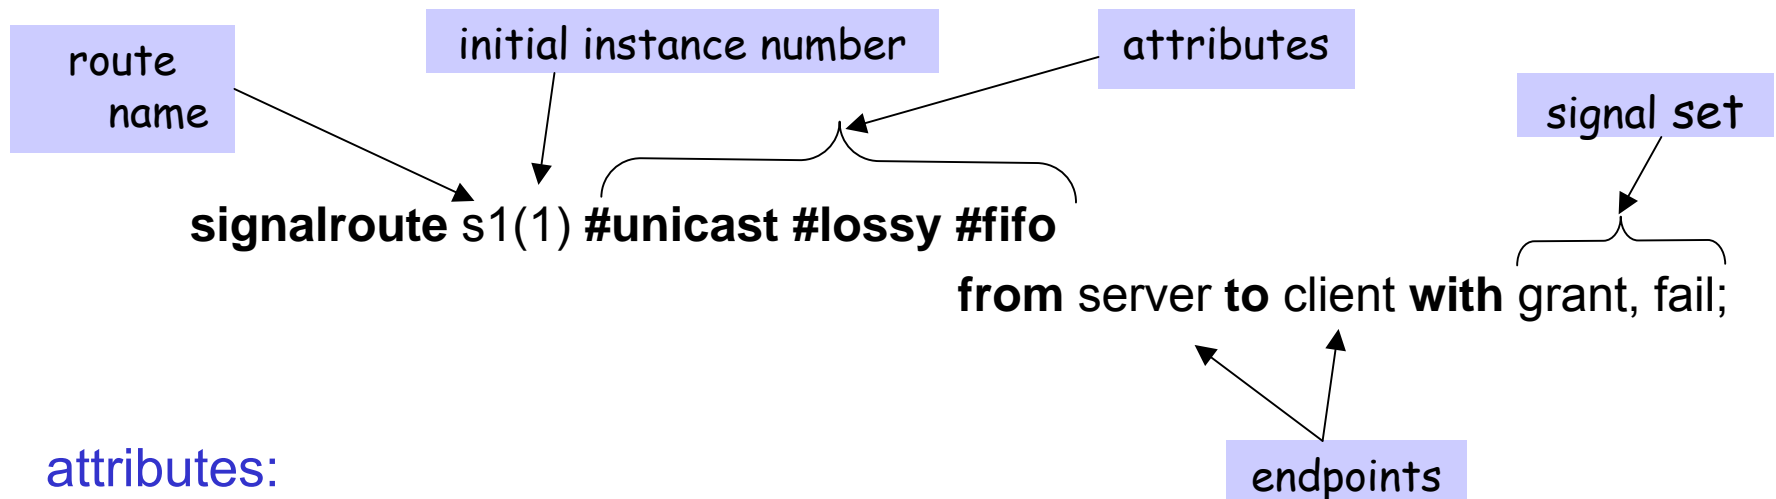 route
name
initial instance number
attributes
signal set
signalroute s1(1) #unicast #lossy #fifo
from server to client with grant, fail;
attributes:
endpoints